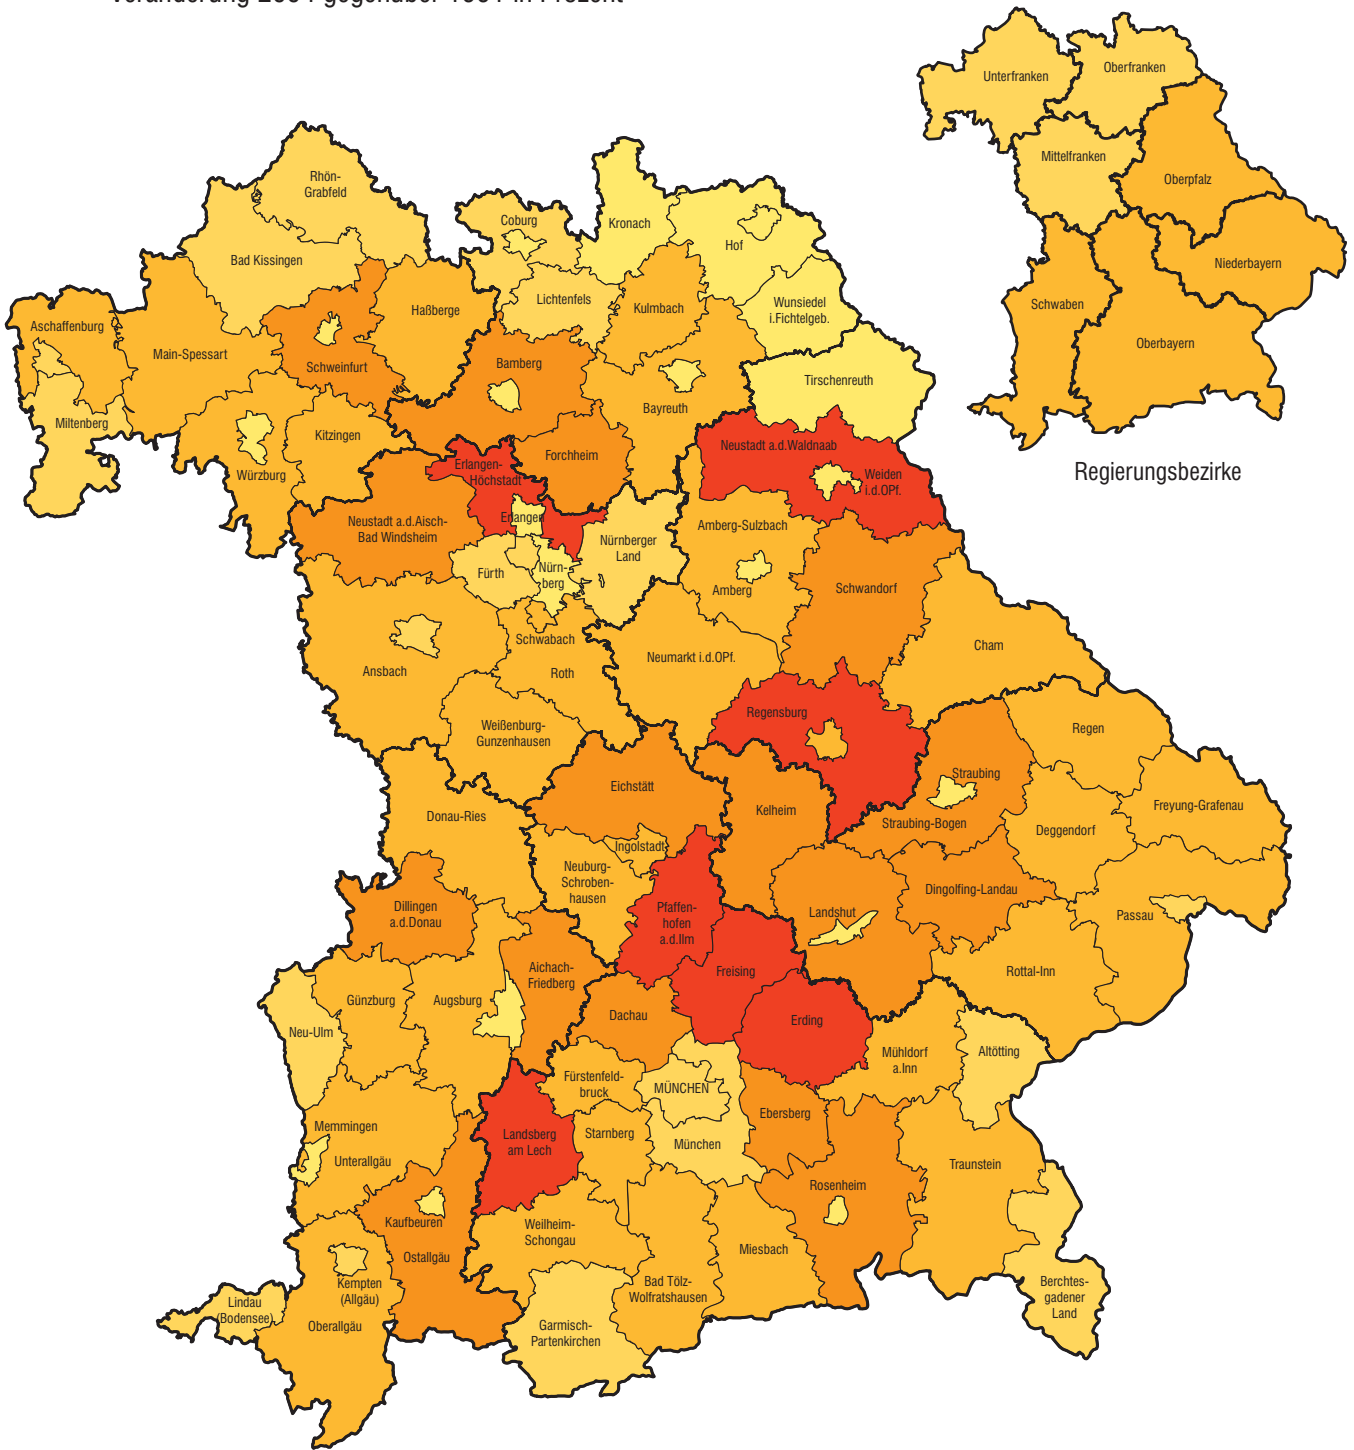 Unterfranken
Oberfranken
Mittelfranken
Oberpfalz
Niederbayern
Schwaben
Oberbayern
Regierungsbezirke
Rhön-
Grabfeld
Coburg
Kronach
Hof
Bad Kissingen
Lichtenfels
Kulmbach
Wunsiedel
i.Fichtelgeb.
Haßberge
Aschaffenburg
Main-Spessart
Schweinfurt
Bamberg
Tirschenreuth
Bayreuth
Miltenberg
Kitzingen
Würzburg
Forchheim
Neustadt a.d.Waldnaab
Weiden
i.d.OPf.
Erlangen-
Höchstadt
Erlangen
Neustadt a.d.Aisch-
Bad Windsheim
Amberg-Sulzbach
Nürnberger
Land
Fürth
Nürn-
berg
Amberg
Schwandorf
Schwabach
Cham
Neumarkt i.d.OPf.
Ansbach
Roth
Regensburg
Weißenburg-
Gunzenhausen
Regen
Eichstätt
Straubing
Kelheim
Freyung-Grafenau
Donau-Ries
Straubing-Bogen
Deggendorf
Ingolstadt
Neuburg-
Schroben-
hausen
Dingolfing-Landau
Dillingen
a.d.Donau
Pfaffen-
hofen
a.d.Ilm
Landshut
Passau
Aichach-
Friedberg
Freising
Rottal-Inn
Günzburg
Augsburg
Dachau
Erding
Neu-Ulm
Mühldorf
a.Inn
Altötting
Fürstenfeld-
bruck
MÜNCHEN
Ebersberg
Memmingen
Landsberg
am Lech
Starnberg
München
Unterallgäu
Traunstein
Rosenheim
Kaufbeuren
Weilheim-
Schongau
Ostallgäu
Miesbach
Kempten
(Allgäu)
Bad Tölz-
Wolfratshausen
Berchtes-
gadener
Land
Lindau
(Bodensee)
Oberallgäu
Garmisch-
Partenkirchen